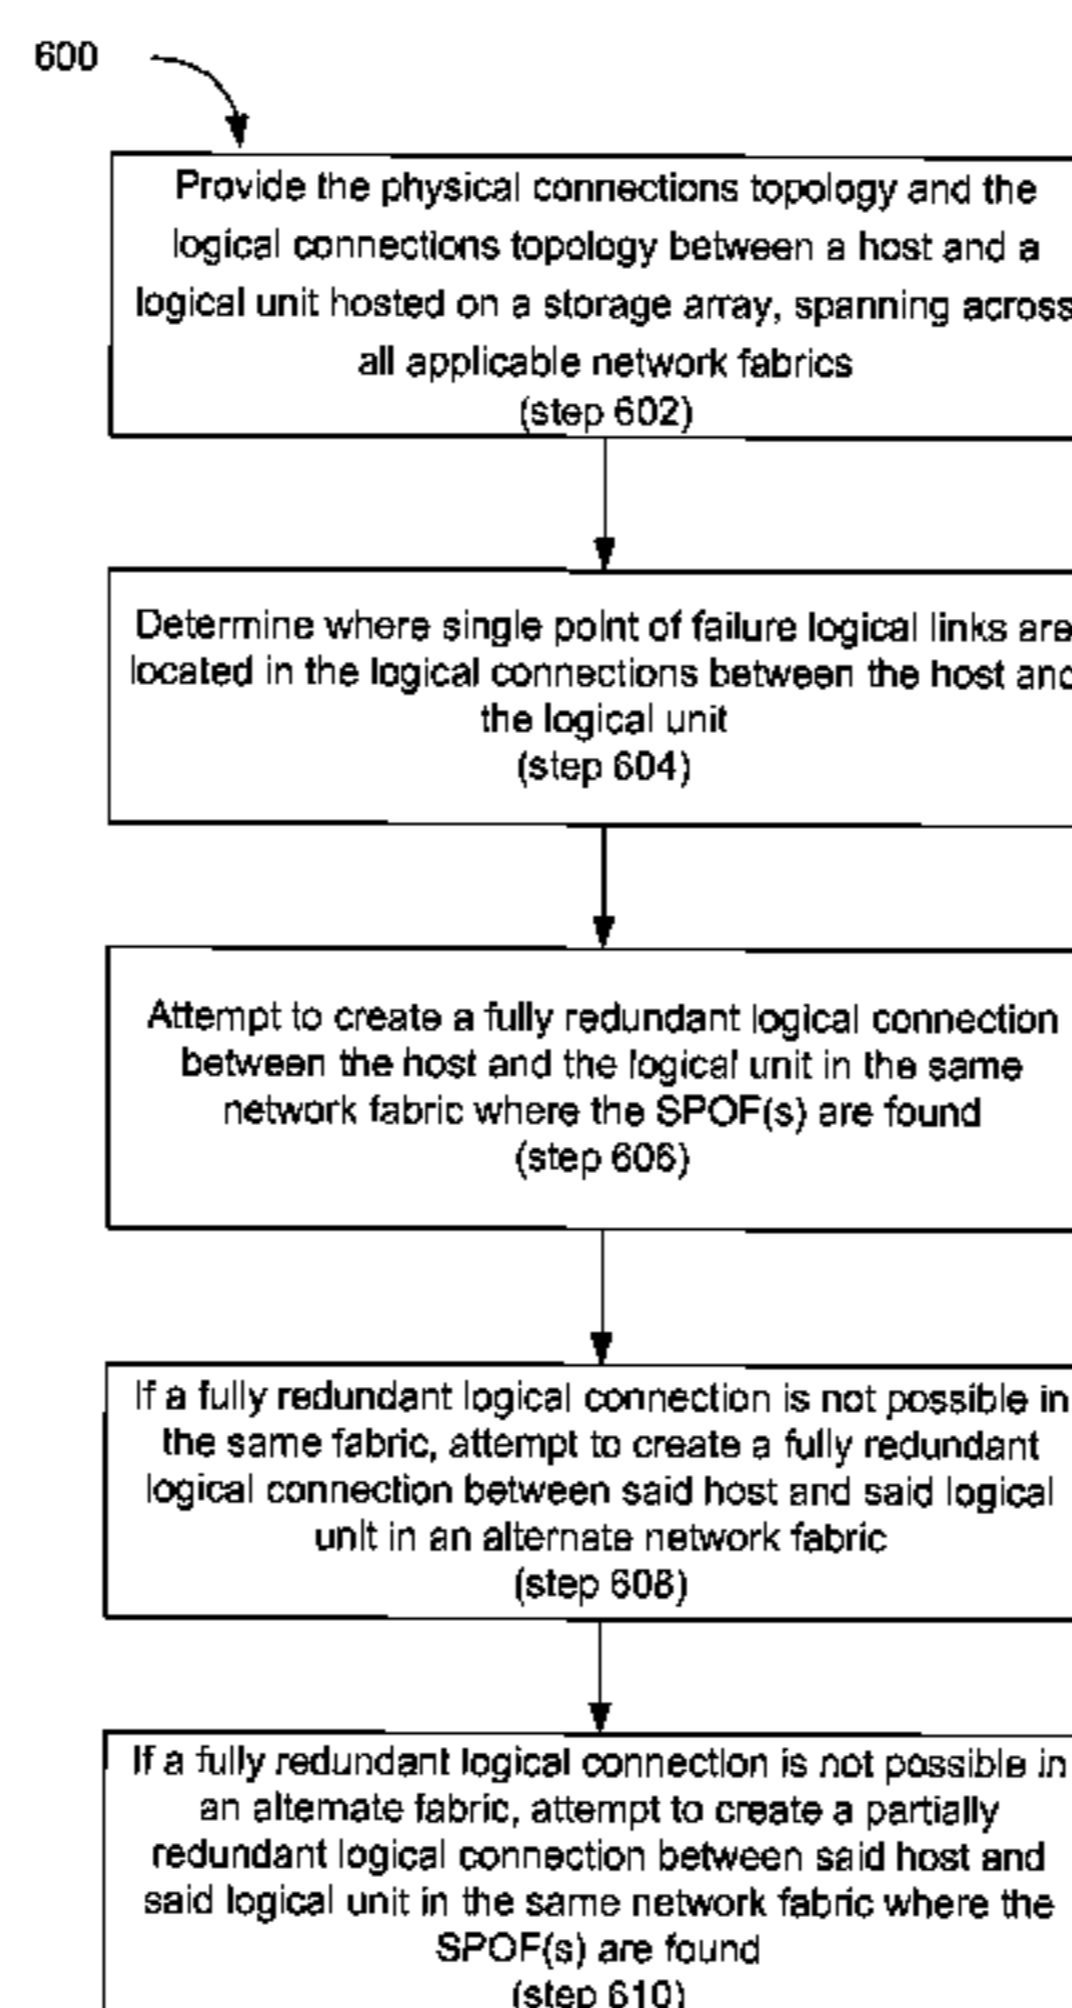 600
Provide the physical connections topology and the
logical connections topology between a host and a
logical unit hosted on a storage array, spanning across
all applicable network fabrics
(step 602)
Determine where single point of failure logical links are
located in the logical connections between the host and
the logical unit
(step 604)
Attempt to create a fully redundant logical connection
between the host and the logical unit in the same
network fabric where the SPOF(s) are found
(step 606)
If a fully redundant logical connection is not possible in
the same fabric, attempt to create a fully redundant
logical connection between said host and said logical
unit in an alternate network fabric
(step 608)
If a fully redundant logical connection is not possible in
an alternate fabric, attempt to create a partially
redundant logical connection between said host and
said logical unit in the same network fabric where the
SPOF(s) are found
(step 610)